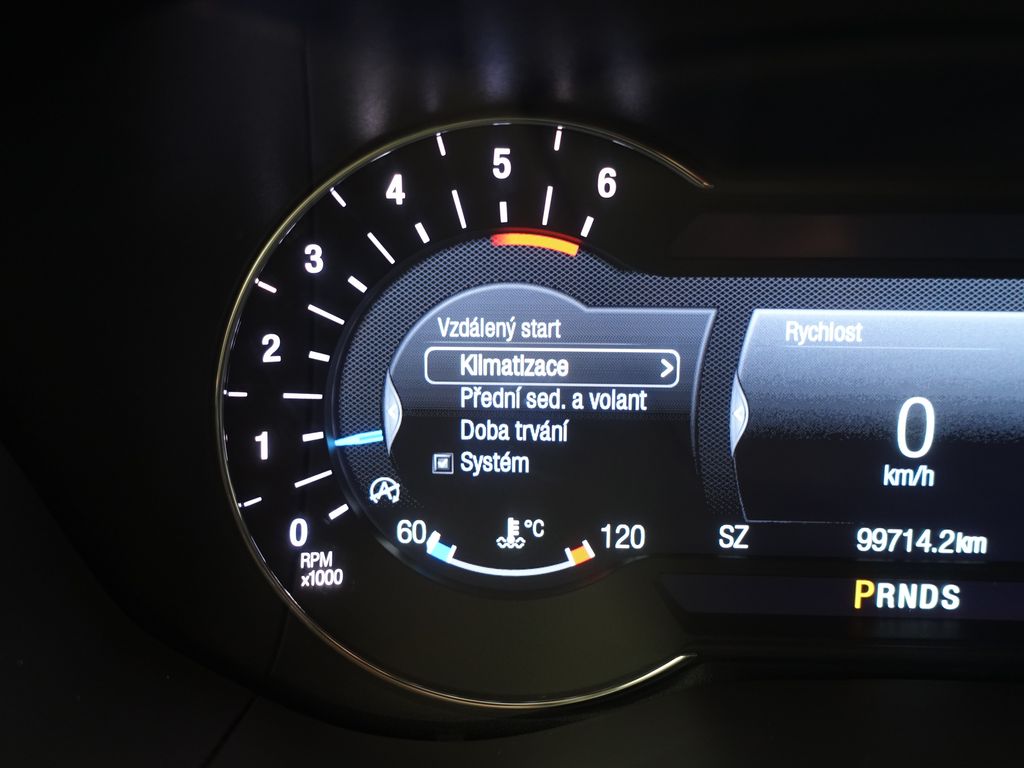 5
4
6
3
2
1
0
RPM
x1000
Vzdálený start
Klimatizace
Přední sed. a volant
Doba trvání
Systém
60
°C
120
Rychlost
0
km/h
SZ
99714.2km
PRNDS